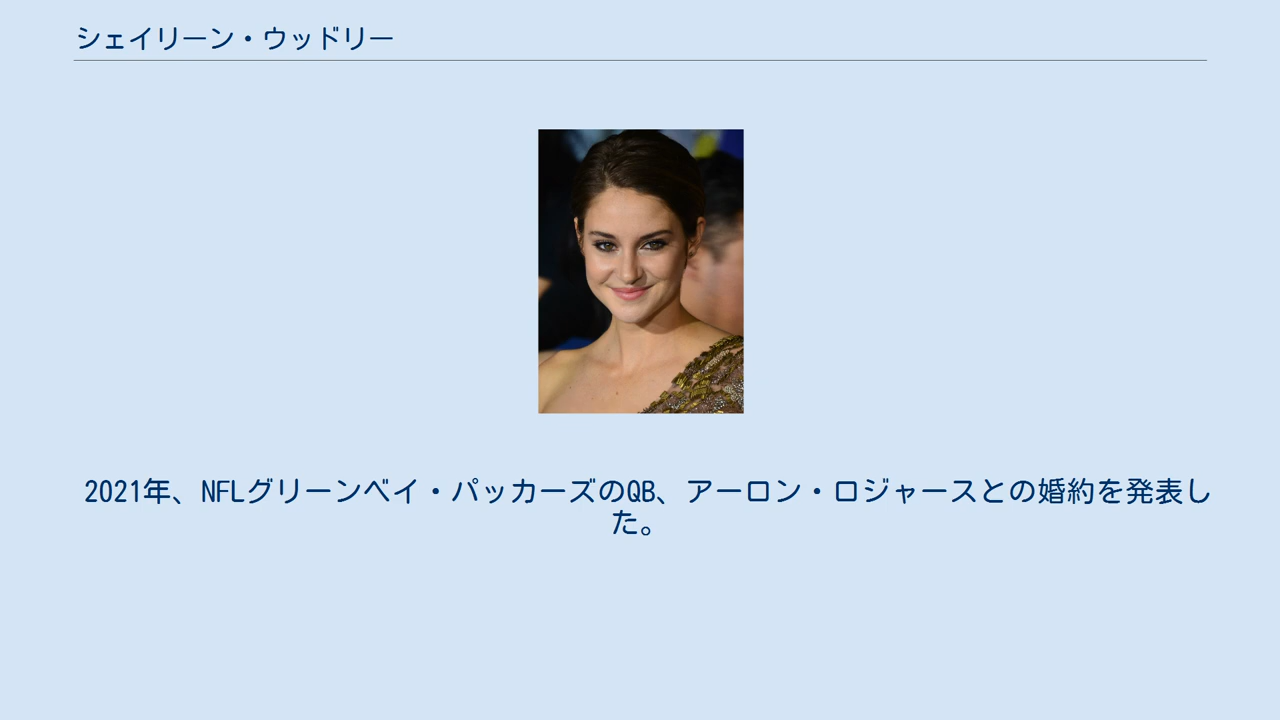 シェイリーン・ウッドリー
2021年、NFLグリーンベイ・パッカーズのQB、アーロン・ロジャースとの婚約を発表し
た。